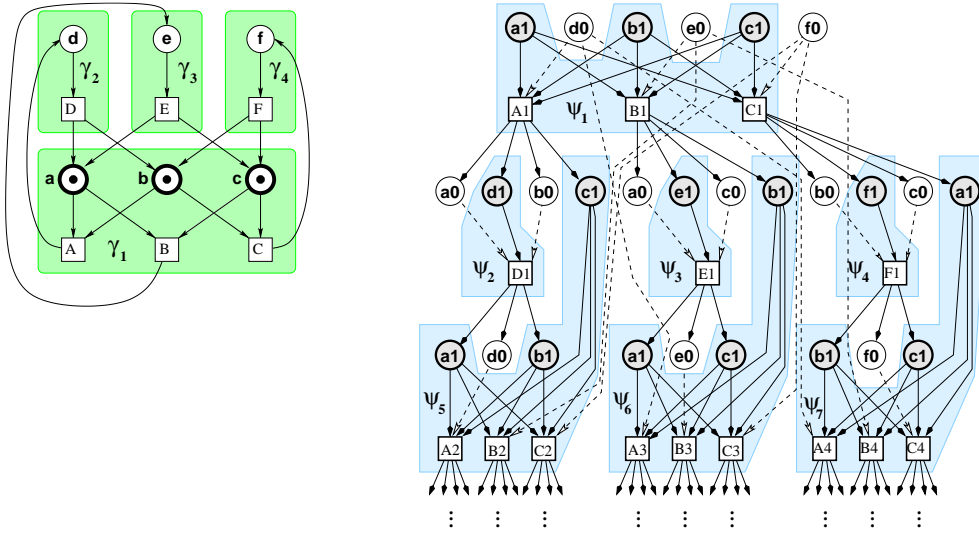 d e f
γ2 γ3 γ4
D E F
a b c
A γ1 B C
a1 d0 b1 e0 c1 f0
A1 ψ1 B1 C1
a0 d1 b0 c1 a0 e1 c0 b1 b0 f1 c0 a1
ψ2 D1 ψ3 E1 ψ4 F1
a1 d0 b1 a1 e0 c1 b1 f0 c1
ψ5 ψ6 ψ7
A2 B2 C2 A3 B3 C3 A4 B4 C4